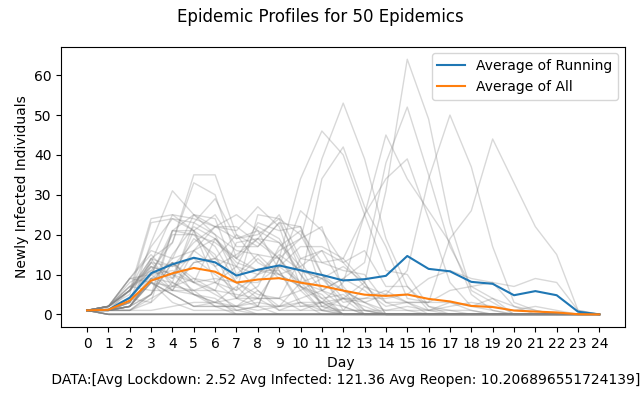 Epidemic Profiles for 50 Epidemics
Average of Running
Average of All
Newly Infected Individuals
60
50
40
30
20
10
0
0 1 2 3 4 5 6 7 8 9 10 11 12 13 14 15 16 17 18 19 20 21 22 23 24
Day
DATA:[Avg Lockdown: 2.52 Avg Infected: 121.36 Avg Reopen: 10.206896551724139]